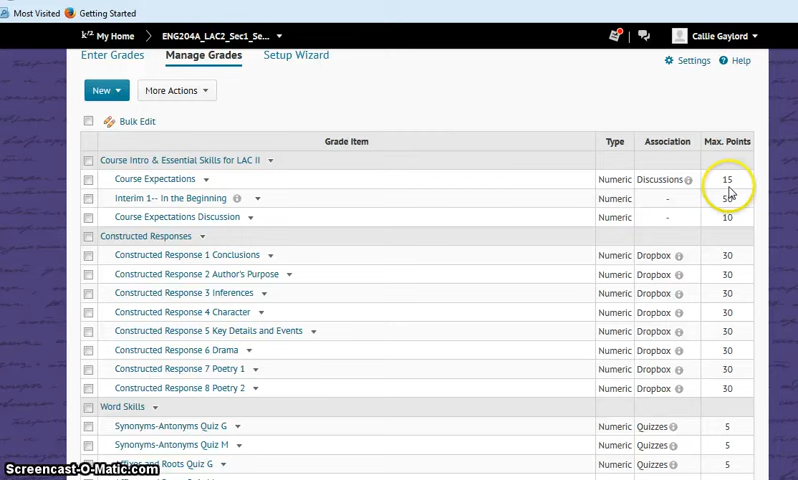 Most Visited Getting Started
k12 My Home ENG204A_LAC2_Sec1_Se... Callie Gaylord
Enter Grades Manage Grades Setup Wizard
Settings Help
New More Actions
Bulk Edit
Grade Item Type Association Max. Points
Course Intro & Essential Skills for LAC II
Course Expectations Numeric Discussions 15
Interim 1-- In the Beginning Numeric - 50
Course Expectations Discussion Numeric - 10
Constructed Responses
Constructed Response 1 Conclusions Numeric Dropbox 30
Constructed Response 2 Author's Purpose Numeric Dropbox 30
Constructed Response 3 Inferences Numeric Dropbox 30
Constructed Response 4 Character Numeric Dropbox 30
Constructed Response 5 Key Details and Events Numeric Dropbox 30
Constructed Response 6 Drama Numeric Dropbox 30
Constructed Response 7 Poetry 1 Numeric Dropbox 30
Constructed Response 8 Poetry 2 Numeric Dropbox 30
Word Skills
Synonyms-Antonyms Quiz G Numeric Quizzes 5
Synonyms-Antonyms Quiz M Numeric Quizzes 5
Affixes and Roots Quiz G Numeric Quizzes 5
Screencast-O-Matic.com